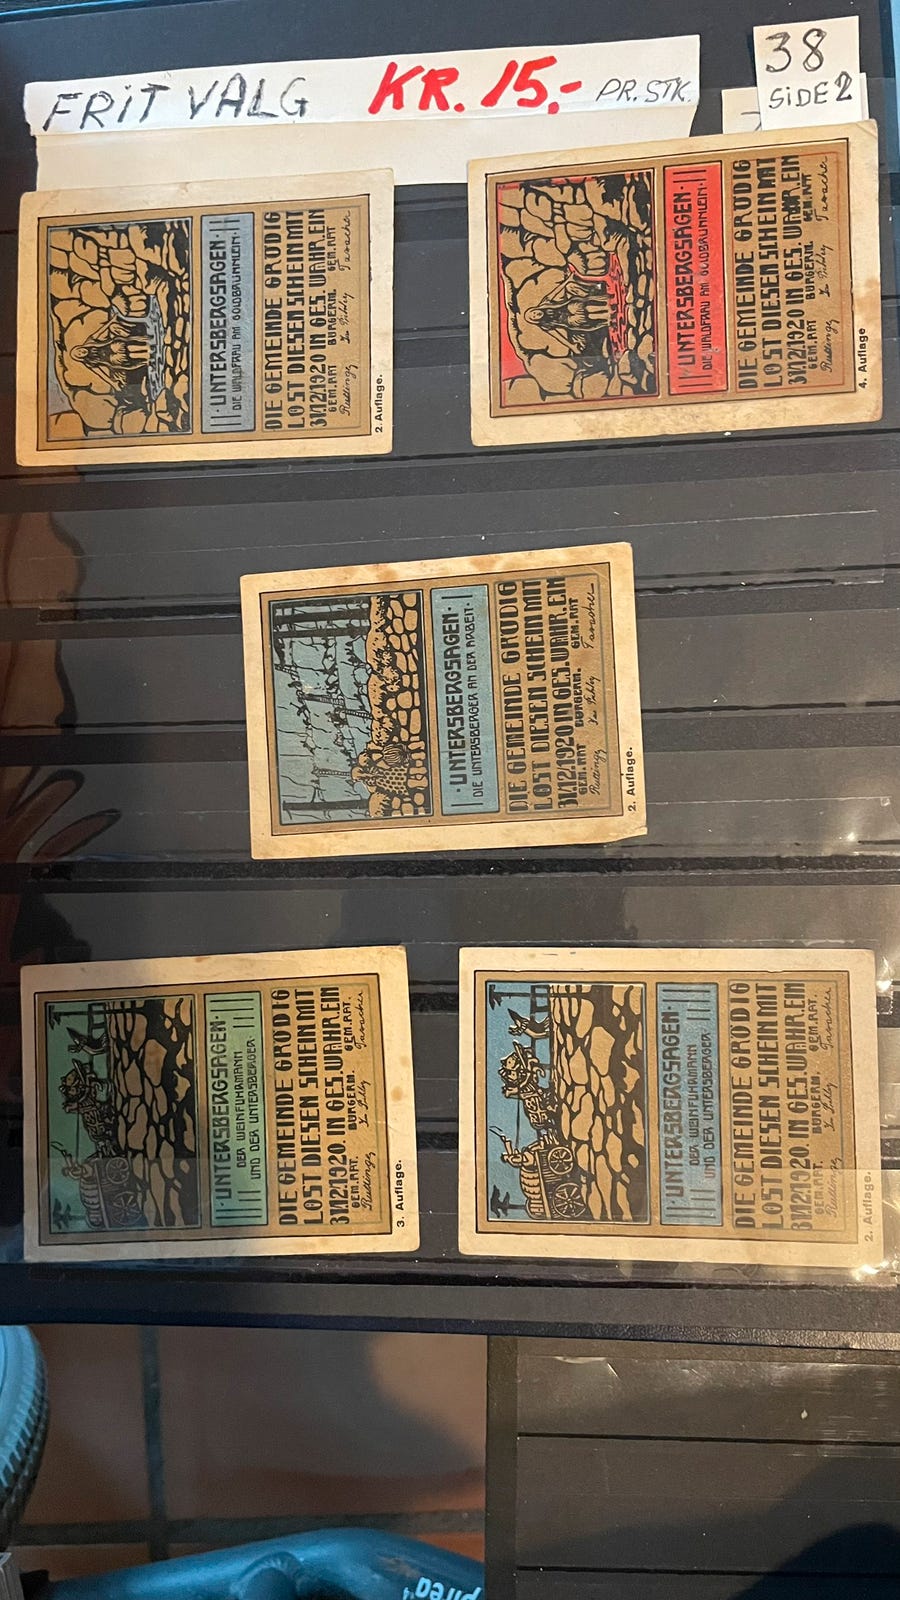 FRIT VALG KR. 15,- PR. STK.
38
SIDE 2
·UNTERSBERGSAGEN·
DIE WALDFRAU AM GOLDBRÜNNLEIN
DIE GEMEINDE GRÖDIG
LÖST DIESEN SCHEIN MIT
31/12/1920 IN GES. WÄHR. EIN
GEM. RAT BÜRGERM. GEM. RAT
2. Auflage.
·UNTERSBERGSAGEN·
DIE WALDFRAU AM GOLDBRÜNNLEIN
DIE GEMEINDE GRÖDIG
LÖST DIESEN SCHEIN MIT
31/12/1920 IN GES. WÄHR. EIN
GEM. RAT BÜRGERM. GEM. RAT
4. Auflage
·UNTERSBERGSAGEN·
DIE UNTERSBERGER AN DER ARBEIT·
DIE GEMEINDE GRÖDIG
LÖST DIESEN SCHEIN MIT
31/12/1920 IN GES. WÄHR. EIN
GEM. RAT BÜRGERM. GEM. RAT
2. Auflage.
·UNTERSBERGSAGEN·
DER WEINFUHRMANN
UND DER UNTERSBERGER·
DIE GEMEINDE GRÖDIG
LÖST DIESEN SCHEIN MIT
31/12.1920. IN GES. WÄHR. EIN
GEM. RAT. BÜRGERM. GEM. RAT.
3. Auflage.
·UNTERSBERGSAGEN·
DER WEINFUHRMANN
UND DER UNTERSBERGER·
DIE GEMEINDE GRÖDIG
LÖST DIESEN SCHEIN MIT
31/12.1920. IN GES. WÄHR. EIN
GEM. RAT. BÜRGERM. GEM. RAT.
2. Auflage.